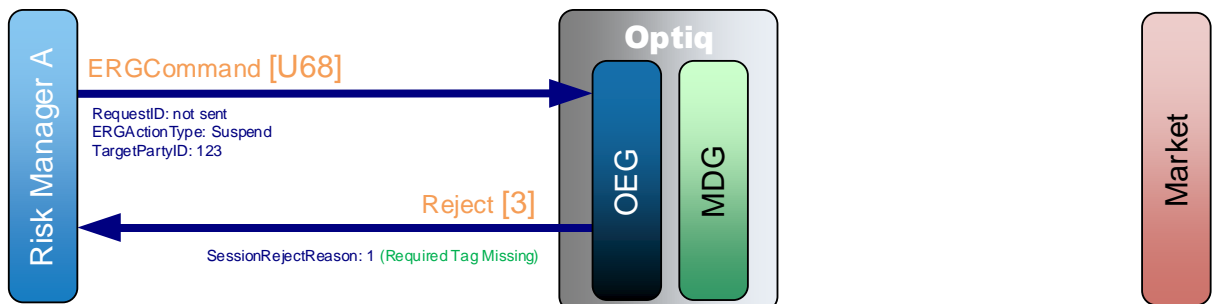 Risk Manager A
ERGCommand [U68]
RequestID: not sent
ERGActionType: Suspend
TargetPartyID: 123
Reject [3]
SessionRejectReason: 1 (Required Tag Missing)
Optiq
OEG
MDG
Market